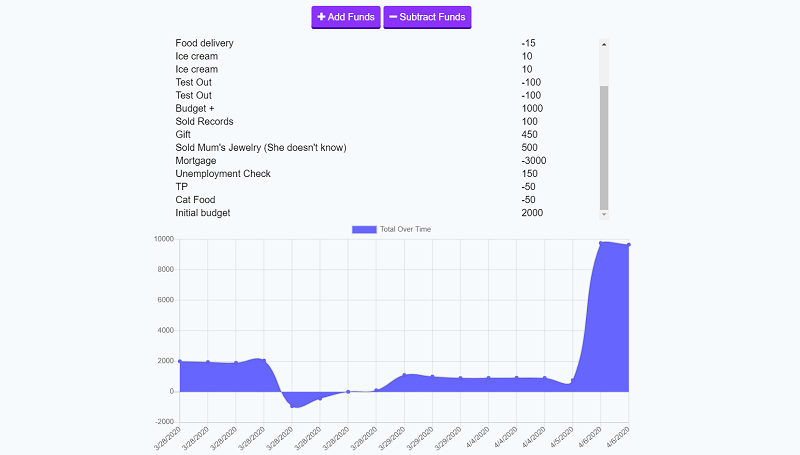 + Add Funds − Subtract Funds
Food delivery -15
Ice cream 10
Ice cream 10
Test Out -100
Test Out -100
Budget + 1000
Sold Records 100
Gift 450
Sold Mum's Jewelry (She doesn't know) 500
Mortgage -3000
Unemployment Check 150
TP -50
Cat Food -50
Initial budget 2000
Total Over Time
10000
8000
6000
4000
2000
0
-2000
3/28/2020 3/28/2020 3/28/2020 3/28/2020 3/28/2020 3/28/2020 3/28/2020 3/28/2020 3/29/2020 3/29/2020 3/29/2020 4/4/2020 4/4/2020 4/4/2020 4/5/2020 4/6/2020 4/6/2020